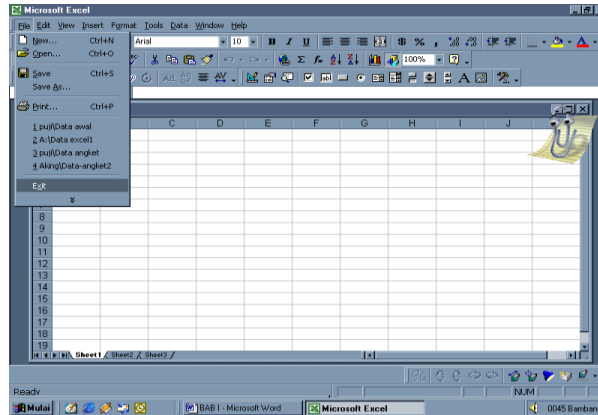 Microsoft Excel
File Edit View Insert Format Tools Data Window Help
New... Ctrl+N
Arial 10
Open... Ctrl+O
100%
Save Ctrl+S
Save As...
Print... Ctrl+P
1 puji\Data awal
2 A:\Data excel1
3 puji\Data angket
4 Aking\Data-angket2
Exit
C D E F G H I J
8
9
10
11
12
13
14
15
16
17
18
19
Sheet1 Sheet2 Sheet3
Ready NUM
Mulai BAB I - Microsoft Word Microsoft Excel 0045 Bamban